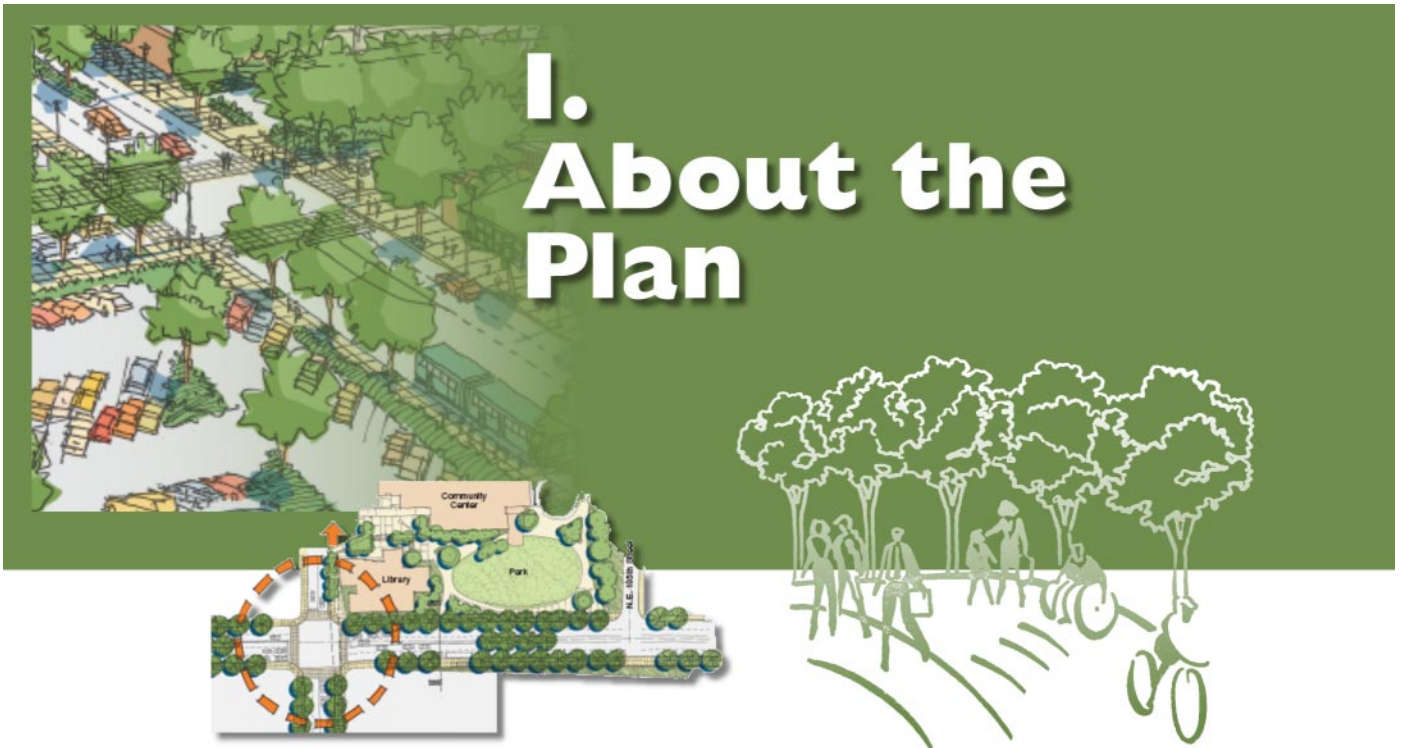 I.
About the
Plan
Community
Center
Library
Park